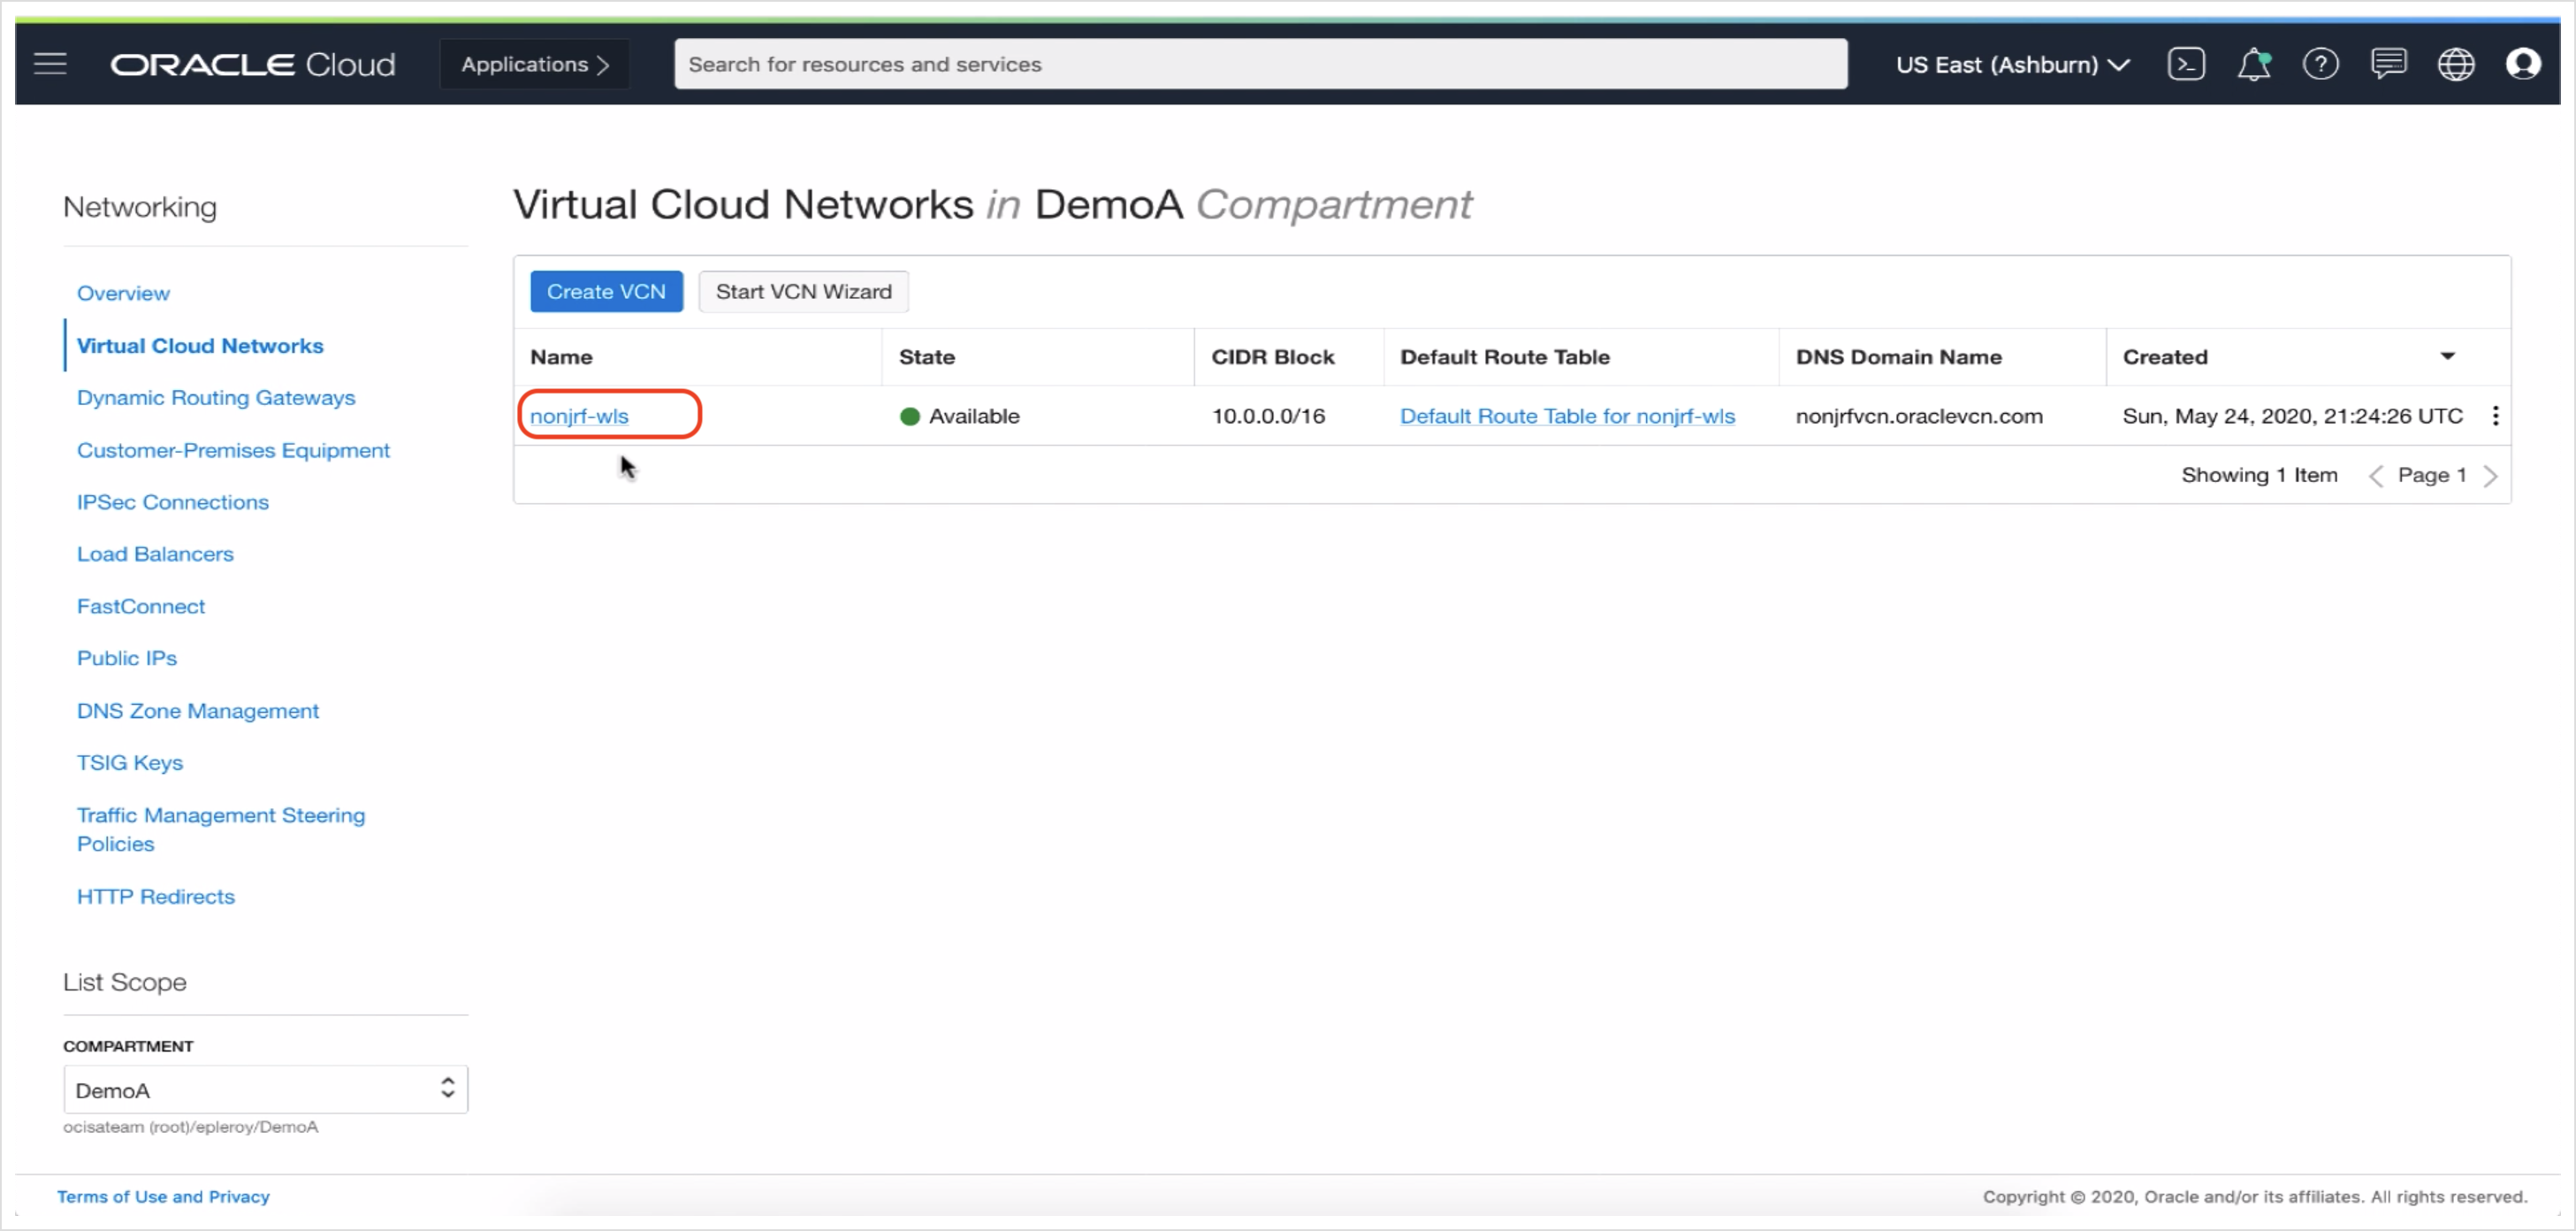 ORACLE Cloud
Applications
Search for resources and services
US East (Ashburn)
Networking
Overview
Virtual Cloud Networks
Dynamic Routing Gateways
Customer-Premises Equipment
IPSec Connections
Load Balancers
FastConnect
Public IPs
DNS Zone Management
TSIG Keys
Traffic Management Steering
Policies
HTTP Redirects
List Scope
COMPARTMENT
DemoA
ocisateam (root)/epleroy/DemoA
Virtual Cloud Networks in DemoA Compartment
Create VCN Start VCN Wizard
Name State CIDR Block Default Route Table DNS Domain Name Created
nonjrf-wls Available 10.0.0.0/16 Default Route Table for nonjrf-wls nonjrfvcn.oraclevcn.com Sun, May 24, 2020, 21:24:26 UTC
Showing 1 Item < Page 1 >
Terms of Use and Privacy
Copyright © 2020, Oracle and/or its affiliates. All rights reserved.